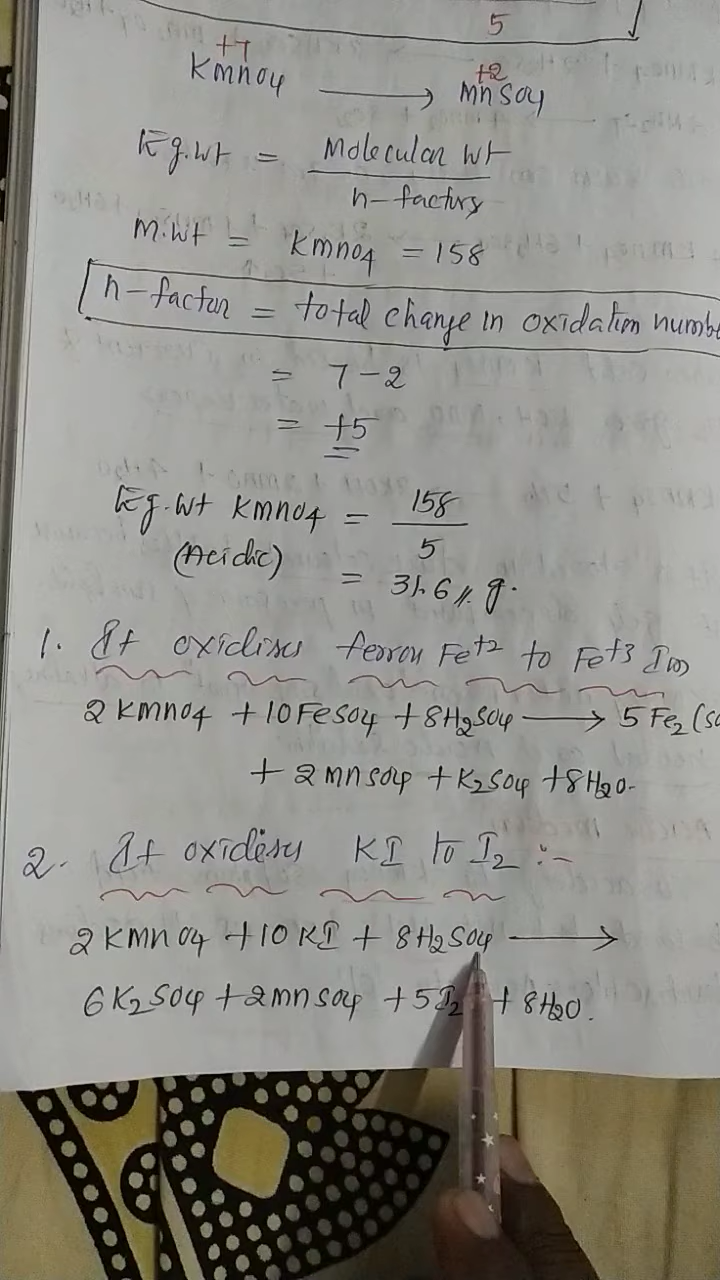 5
+7 +2
KMnO4 ⟶ MnSO4
Eq.wt = Molecular wt
n-factors
M.wt = KMnO4 = 158
n-factor = total change in oxidation numbe
= 7-2
= +5
Eq.wt KMnO4 = 158
5
(Acidic)
= 31.6 g.
1. It oxidises ferrou Fe+2 to Fe+3 Ion
2KMnO4 + 10FeSO4 + 8H2SO4 ⟶ 5Fe2(SO
+ 2MnSO4 + K2SO4 + 8H2O.
2. It oxidises KI to I2 :-
2KMnO4 + 10KI + 8H2SO4 ⟶
6K2SO4 + 2MnSO4 + 5I2 + 8H2O.